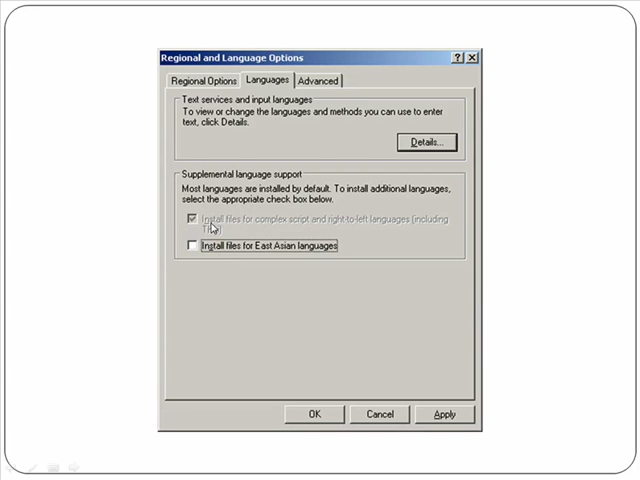 Regional and Language Options
Regional Options Languages Advanced
Text services and input languages
To view or change the languages and methods you can use to enter
text, click Details.
Details...
Supplemental language support
Most languages are installed by default. To install additional languages,
select the appropriate check box below.
Install files for complex script and right-to-left languages (including
Install files for East Asian languages
OK Cancel Apply